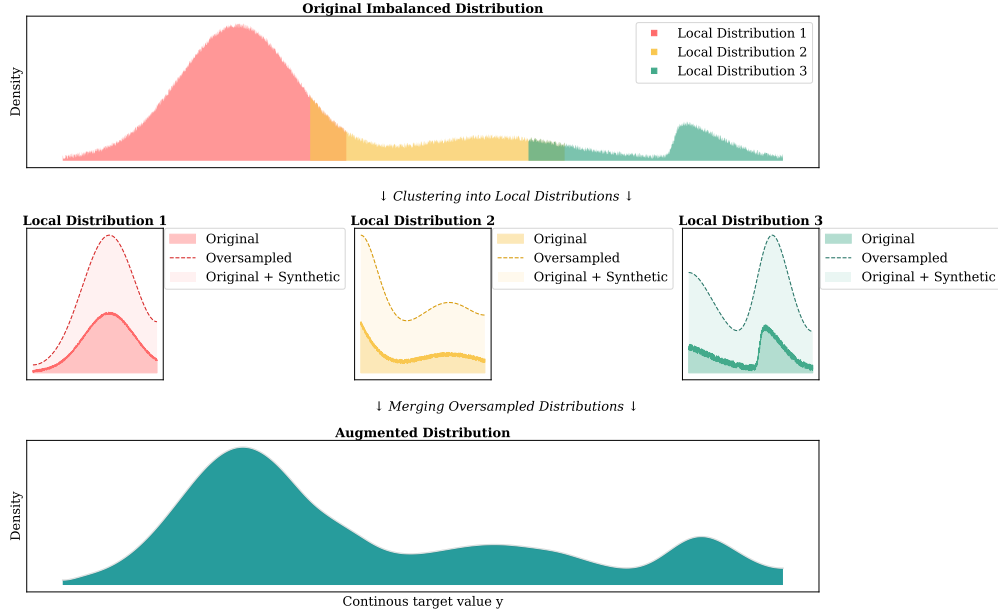 Original Imbalanced Distribution
Density
Local Distribution 1
Local Distribution 2
Local Distribution 3
↓ Clustering into Local Distributions ↓
Local Distribution 1
Original
Oversampled
Original + Synthetic
Local Distribution 2
Original
Oversampled
Original + Synthetic
Local Distribution 3
Original
Oversampled
Original + Synthetic
↓ Merging Oversampled Distributions ↓
Augmented Distribution
Density
Continous target value y